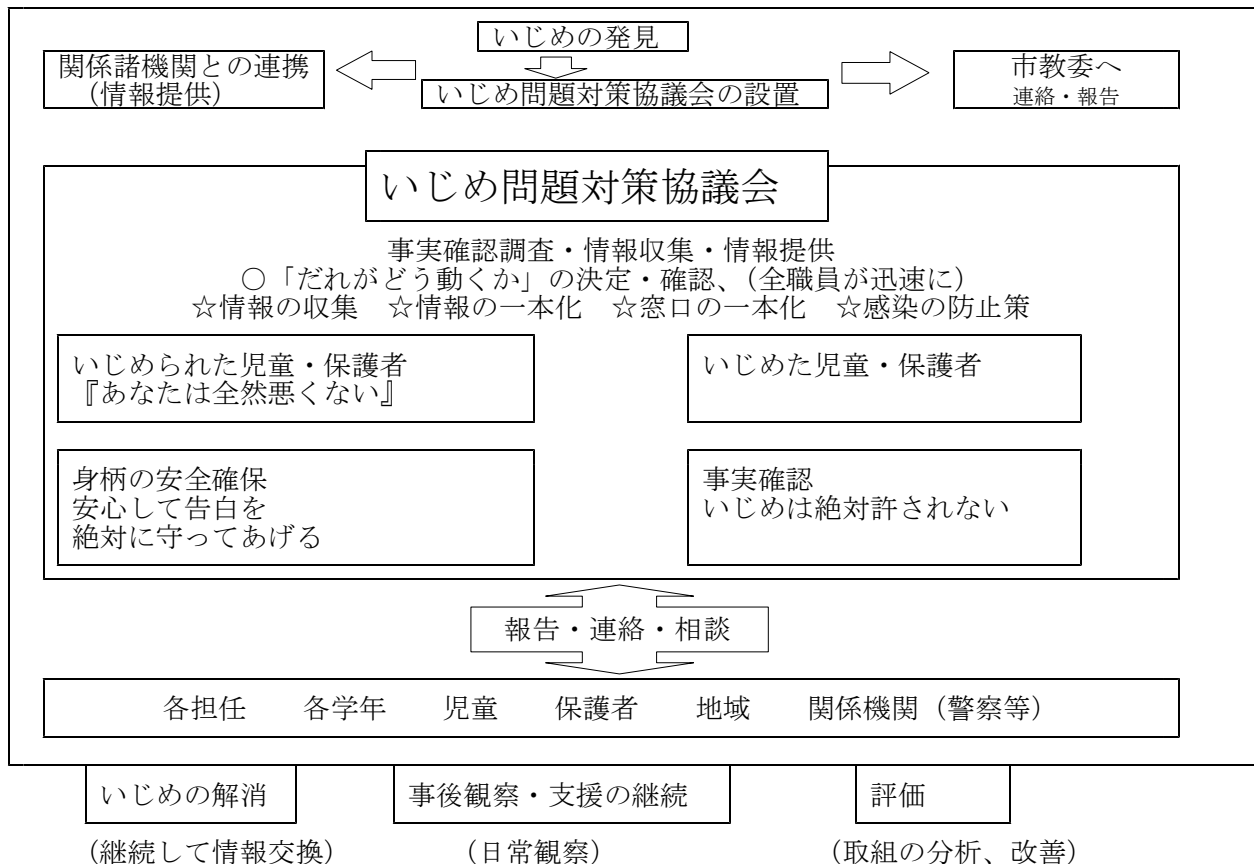 いじめの発見
関係諸機関との連携
（情報提供）
いじめ問題対策協議会の設置
市教委へ
連絡・報告
いじめ問題対策協議会
事実確認調査・情報収集・情報提供
○「だれがどう動くか」の決定・確認、（全職員が迅速に）
☆情報の収集　☆情報の一本化　☆窓口の一本化　☆感染の防止策
いじめられた児童・保護者
『あなたは全然悪くない』
いじめた児童・保護者
身柄の安全確保
安心して告白を
絶対に守ってあげる
事実確認
いじめは絶対許されない
報告・連絡・相談
各担任　各学年　児童　保護者　地域　関係機関（警察等）
いじめの解消
事後観察・支援の継続
評価
（継続して情報交換）
（日常観察）
（取組の分析、改善）